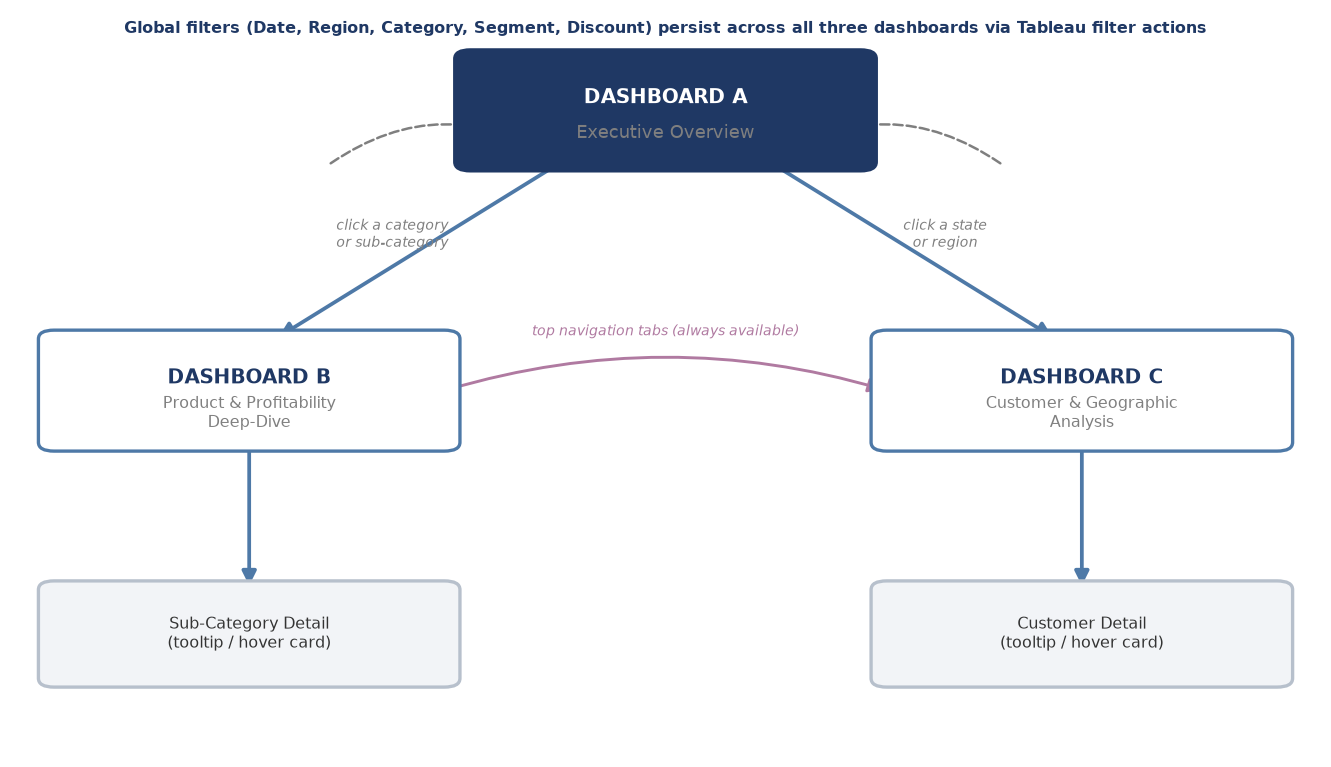 Global filters (Date, Region, Category, Segment, Discount) persist across all three dashboards via Tableau filter actions
DASHBOARD A
Executive Overview
click a category
or sub-category
click a state
or region
top navigation tabs (always available)
DASHBOARD B
Product & Profitability
Deep-Dive
DASHBOARD C
Customer & Geographic
Analysis
Sub-Category Detail
(tooltip / hover card)
Customer Detail
(tooltip / hover card)